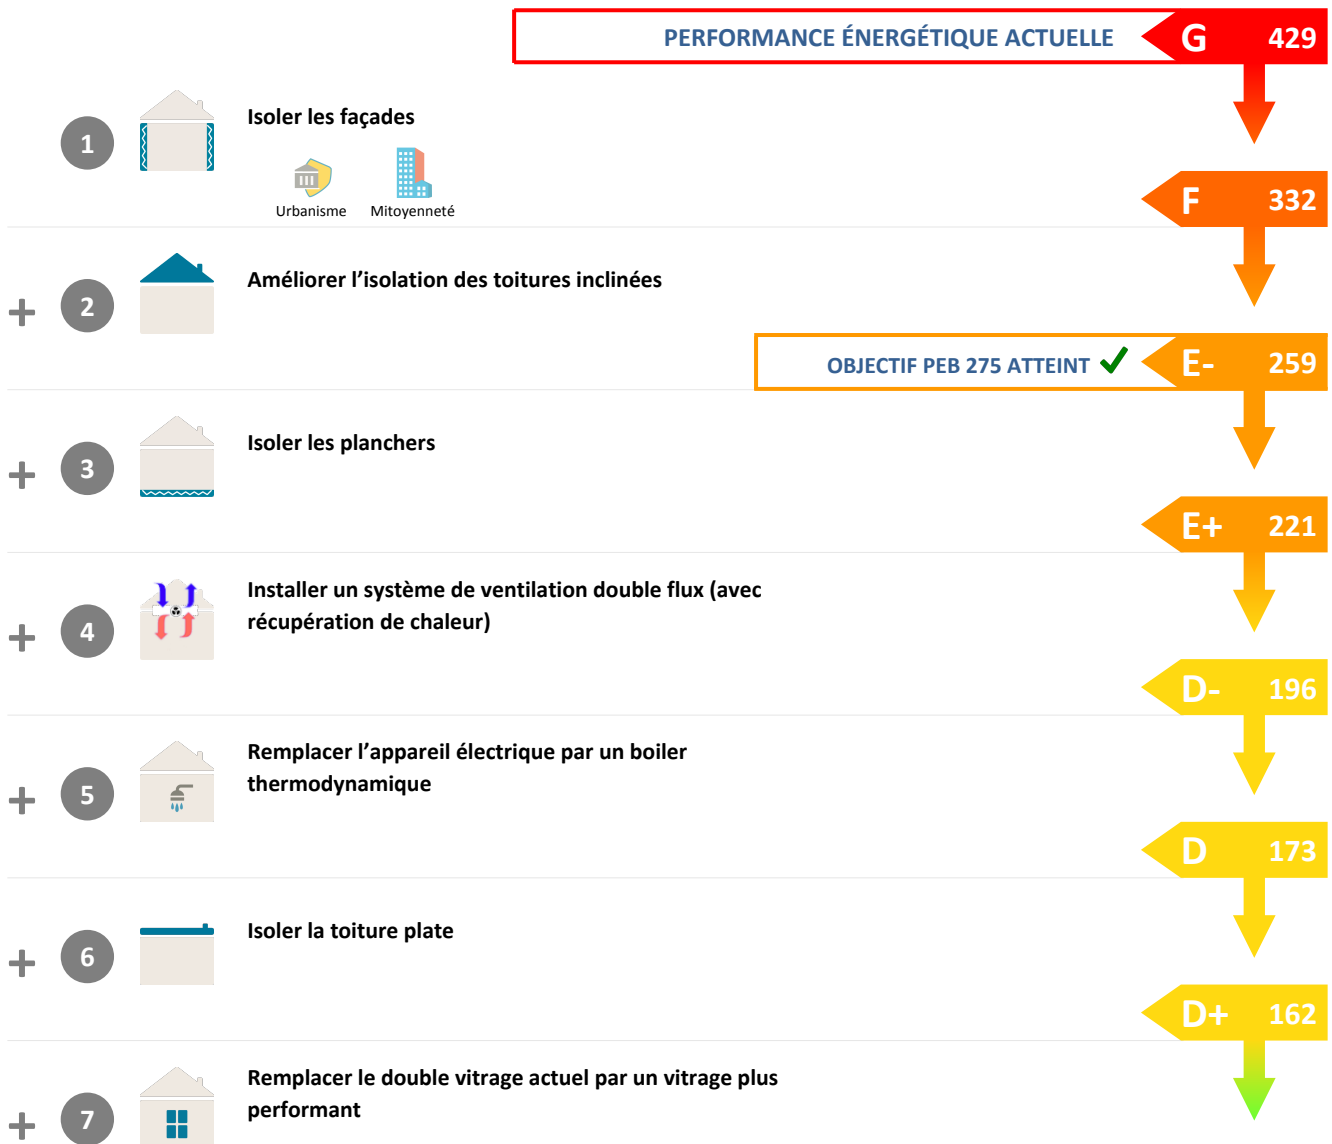 PERFORMANCE ÉNERGÉTIQUE ACTUELLE G 429
1 Isoler les façades
Urbanisme Mitoyenneté
F 332
+ 2 Améliorer l'isolation des toitures inclinées
OBJECTIF PEB 275 ATTEINT ✓ E- 259
+ 3 Isoler les planchers
E+ 221
+ 4 Installer un système de ventilation double flux (avec
récupération de chaleur)
D- 196
+ 5 Remplacer l'appareil électrique par un boiler
thermodynamique
D 173
+ 6 Isoler la toiture plate
D+ 162
+ 7 Remplacer le double vitrage actuel par un vitrage plus
performant